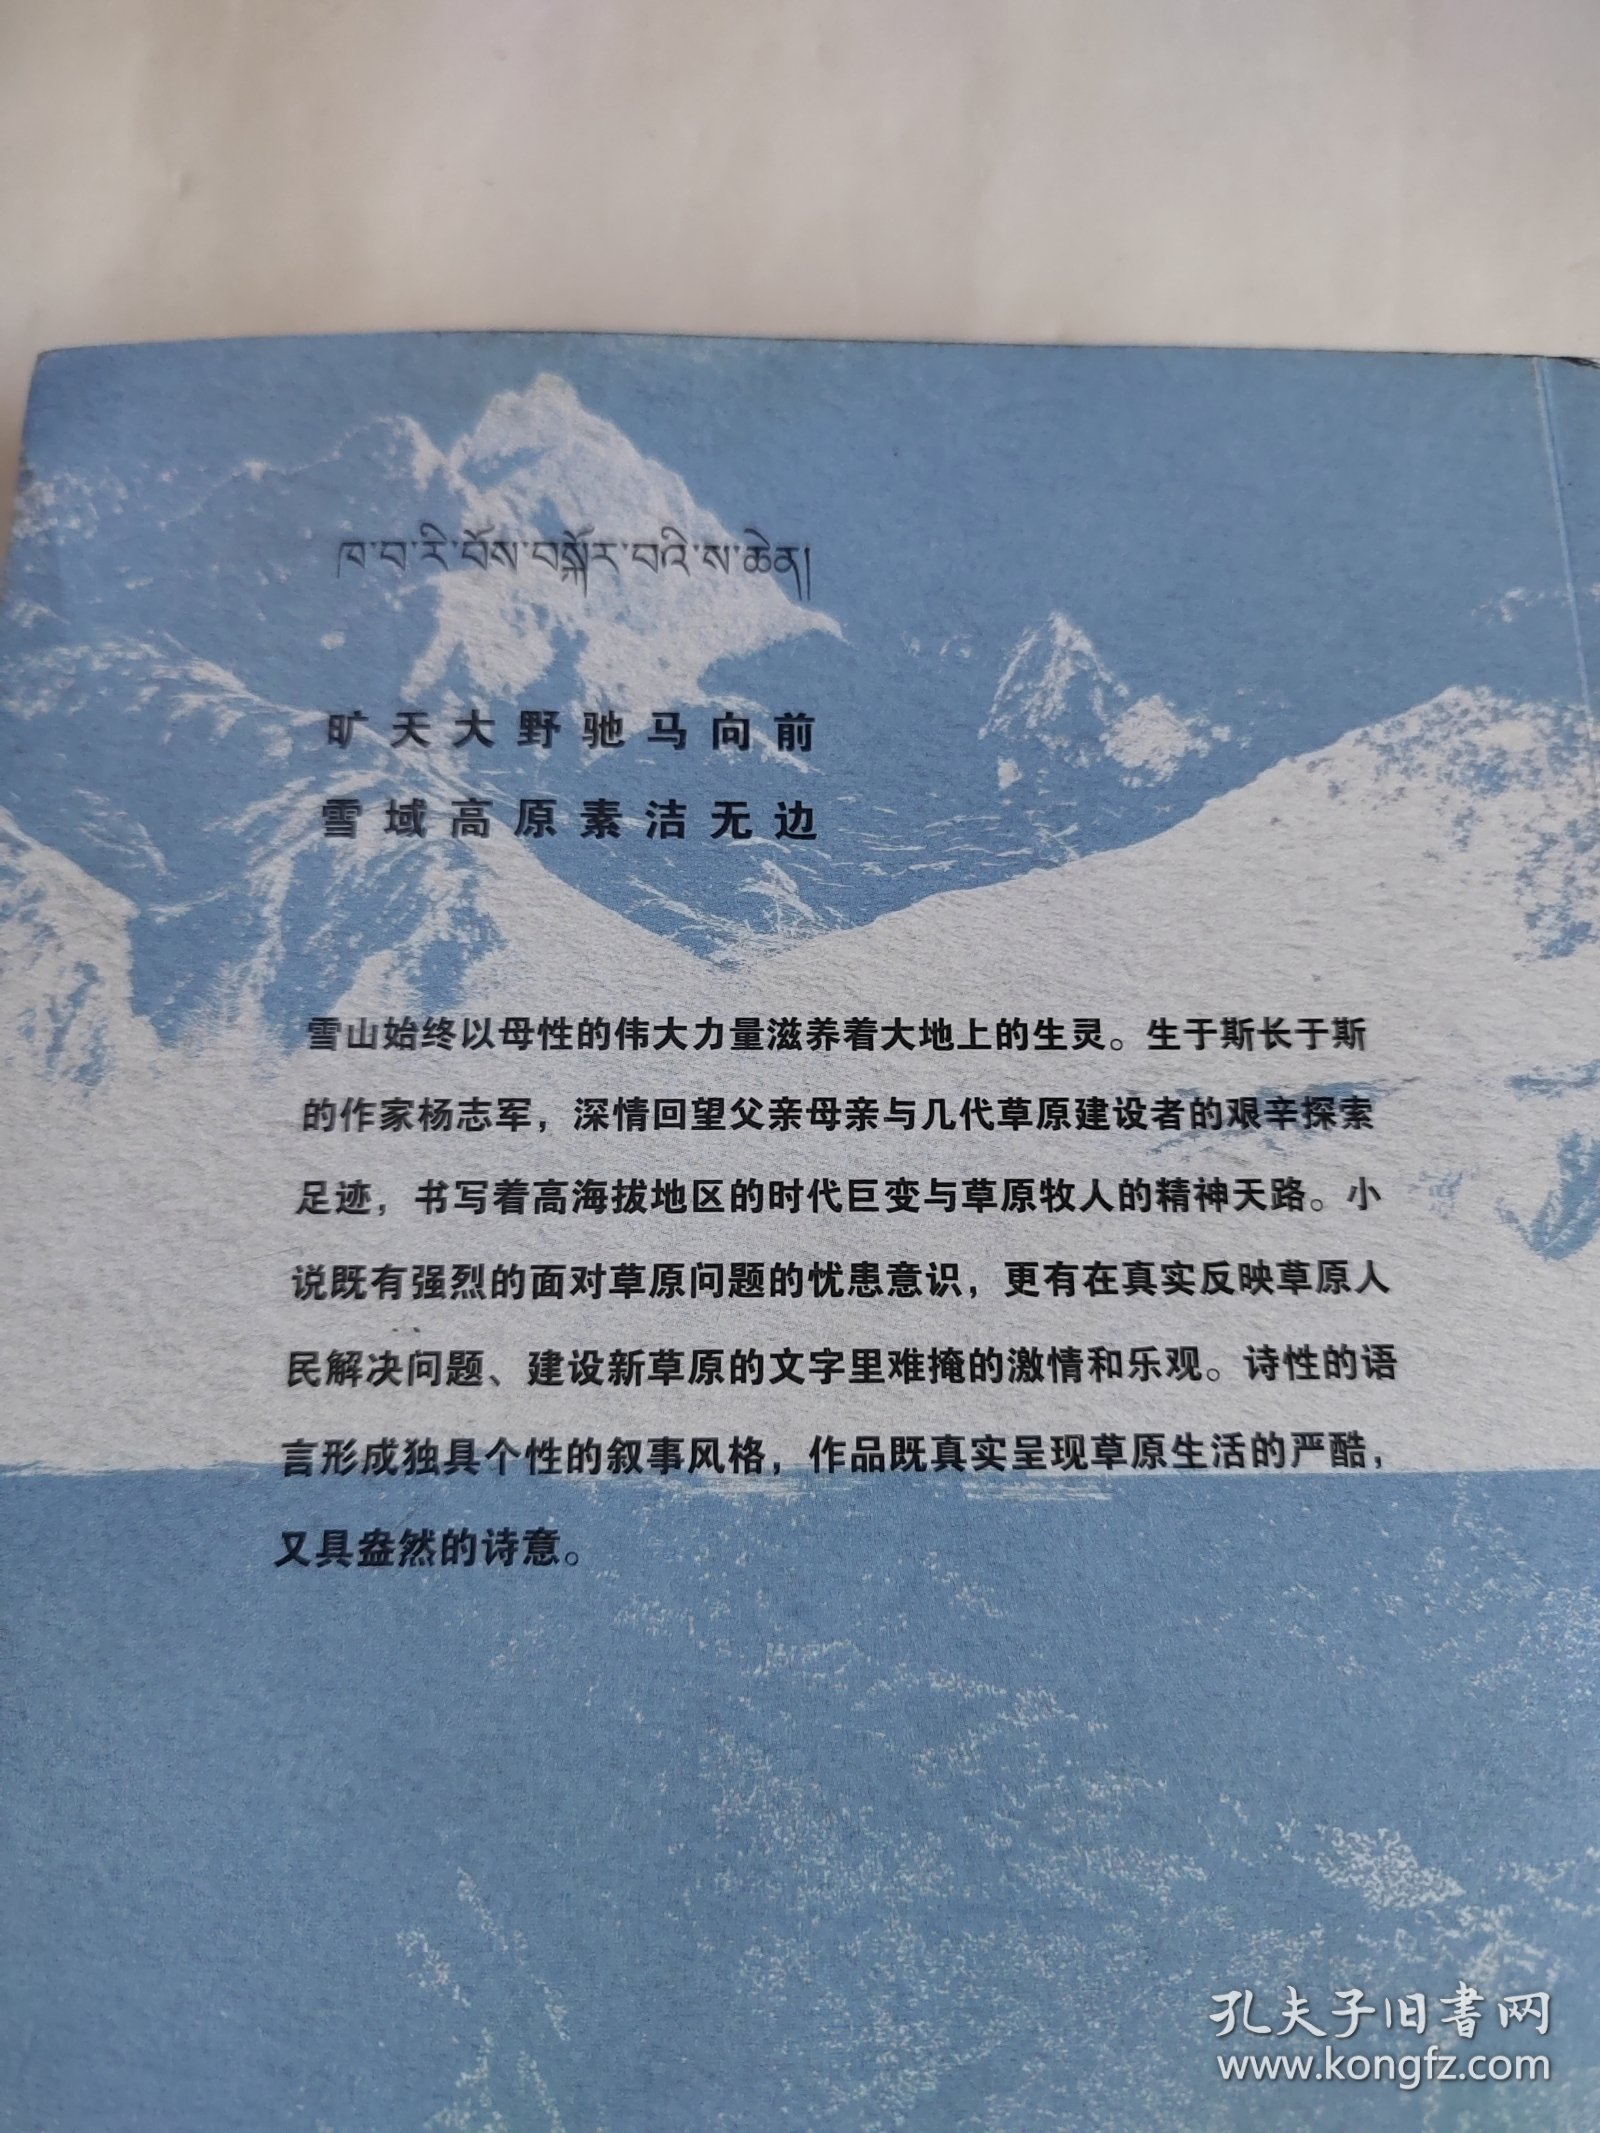 ཁ་བ་རི་བོས་བསྐོར་བའི་ས་ཆེན།
旷天大野驰马向前
雪域高原素洁无边
雪山始终以母性的伟大力量滋养着大地上的生灵。生于斯长于斯
的作家杨志军，深情回望父亲母亲与几代草原建设者的艰辛探索
足迹，书写着高海拔地区的时代巨变与草原牧人的精神天路。小
说既有强烈的面对草原问题的忧患意识，更有在真实反映草原人
民解决问题、建设新草原的文字里难掩的激情和乐观。诗性的语
言形成独具个性的叙事风格，作品既真实呈现草原生活的严酷，
又具盎然的诗意。
孔夫子旧書网
www.kongfz.com